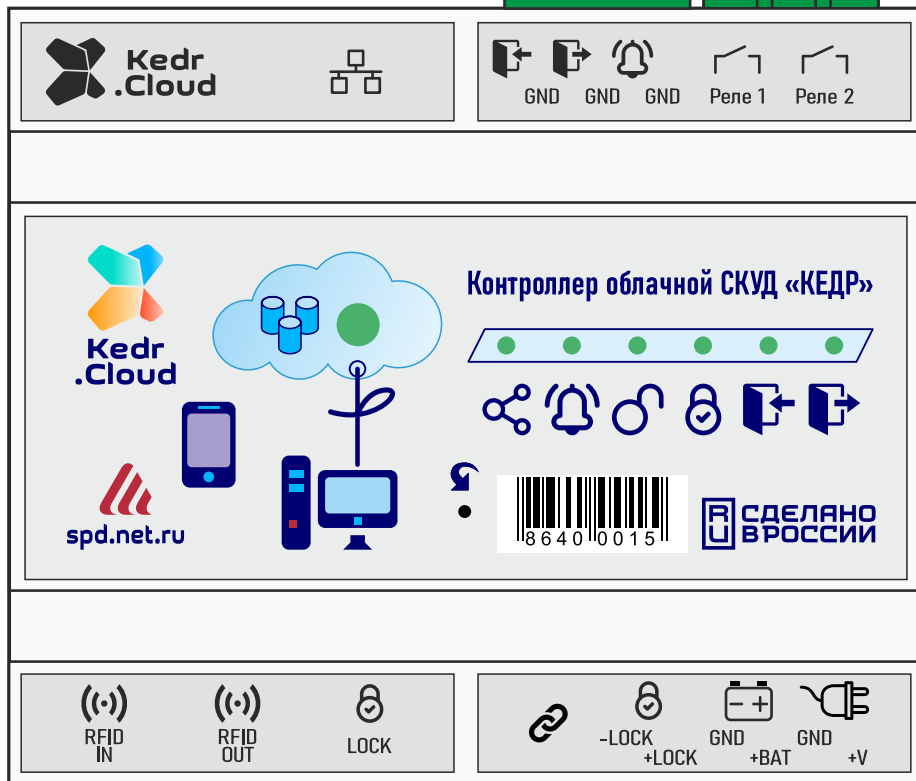 Kedr
.Cloud
GND GND GND Реле 1 Реле 2
Контроллер облачной СКУД «КЕДР»
Kedr
.Cloud
spd.net.ru
8640 0015
RU СДЕЛАНО
В РОССИИ
RFID
IN
RFID
OUT
LOCK
-LOCK GND GND
+LOCK +BAT +V